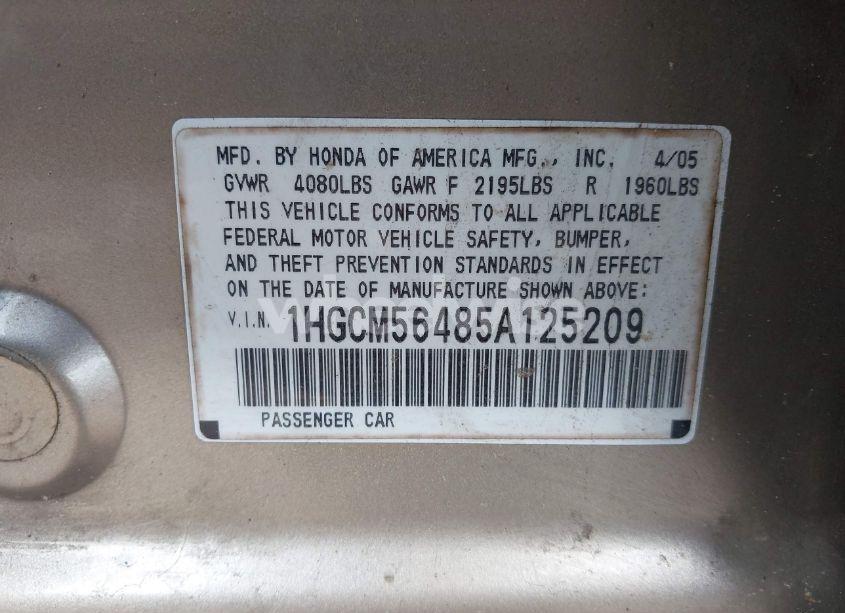 MFD. BY HONDA OF AMERICA MFG., INC. 4/05
GVWR 4080LBS GAWR F 2195LBS R 1960LBS
THIS VEHICLE CONFORMS TO ALL APPLICABLE
FEDERAL MOTOR VEHICLE SAFETY, BUMPER,
AND THEFT PREVENTION STANDARDS IN EFFECT
ON THE DATE OF MANUFACTURE SHOWN ABOVE:
V.I.N. 1HGCM56485A125209
PASSENGER CAR